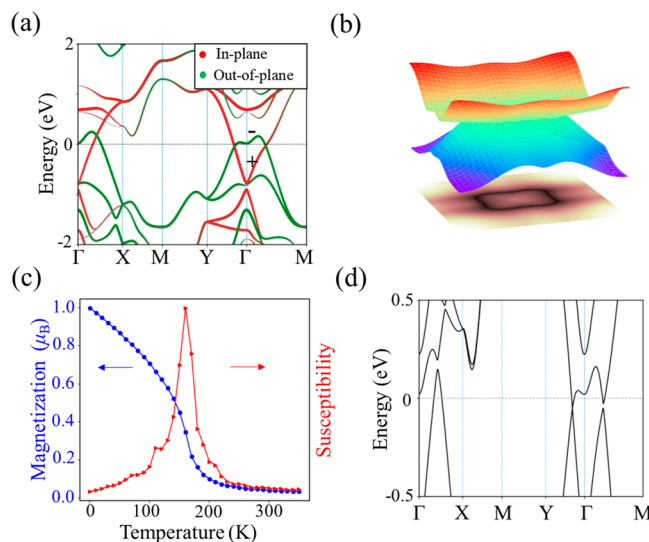 (a)
2
0
-2
Energy (eV)
In-plane
Out-of-plane
-
+
Γ X M Y Γ M
(b)
(c)
1.0
0.8
0.6
0.4
0.2
0.0
Magnetization (μB)
Susceptibility
0 100 200 300
Temperature (K)
(d)
0.5
0
-0.5
Energy (eV)
Γ X M Y Γ M